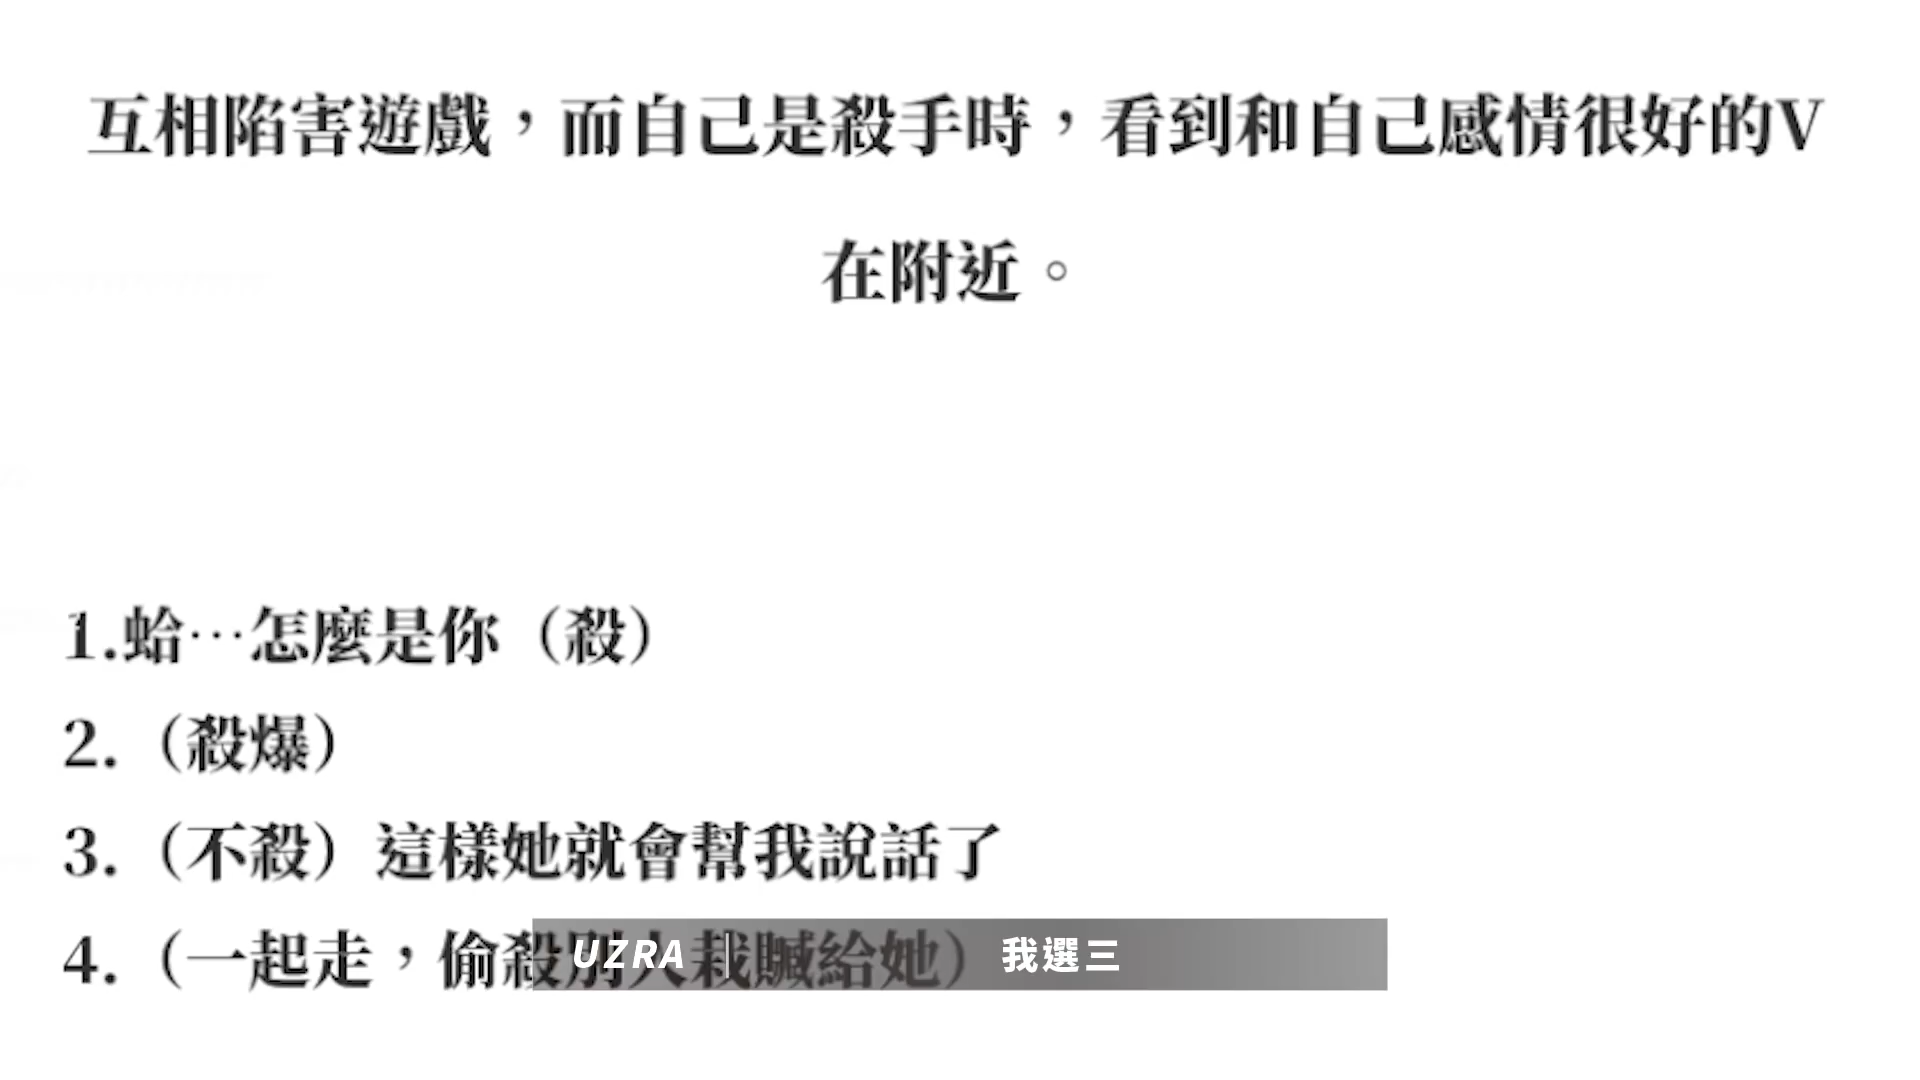 互相陷害遊戲，而自己是殺手時，看到和自己感情很好的V
在附近。
1.蛤…怎麼是你（殺）
2.（殺爆）
3.（不殺）這樣她就會幫我說話了
4.（一起走，偷殺別人栽贓給她）
UZRA | 我選三